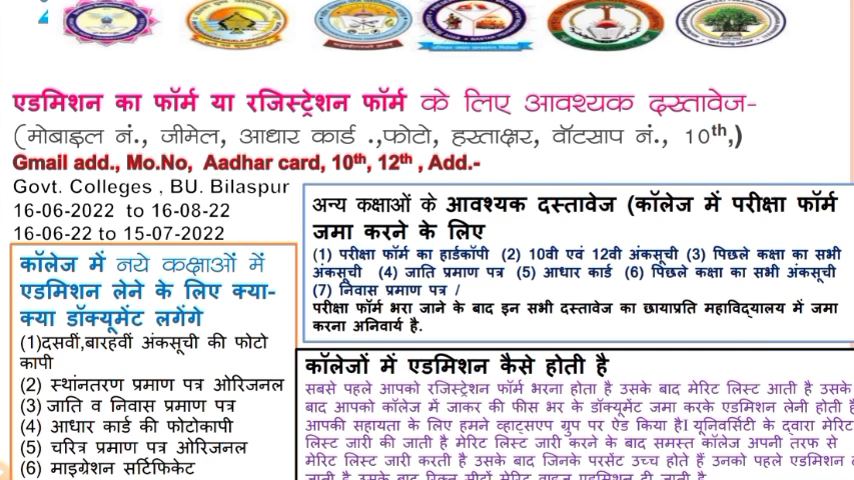 एडमिशन का फॉर्म या रजिस्ट्रेशन फॉर्म के लिए आवश्यक दस्तावेज-
(मोबाइल नं., जीमेल, आधार कार्ड .,फोटो, हस्ताक्षर, वॉटसाप नं., 10th,)
Gmail add., Mo.No, Aadhar card, 10th, 12th , Add.-
Govt. Colleges , BU. Bilaspur
16-06-2022 to 16-08-22
16-06-22 to 15-07-2022
कॉलेज में नये कक्षाओं में
एडमिशन लेने के लिए क्या-
क्या डॉक्यूमेंट लगेंगे
(1)दसवीं,बारहवीं अंकसूची की फोटो
कापी
(2) स्थांनतरण प्रमाण पत्र ओरिजनल
(3) जाति व निवास प्रमाण पत्र
(4) आधार कार्ड की फोटोकापी
(5) चरित्र प्रमाण पत्र ओरिजनल
(6) माइग्रेशन सर्टिफिकेट
अन्य कक्षाओं के आवश्यक दस्तावेज (कॉलेज में परीक्षा फॉर्म
जमा करने के लिए
(1) परीक्षा फॉर्म का हार्डकॉपी (2) 10वी एवं 12वी अंकसूची (3) पिछले कक्षा का सभी
अंकसूची (4) जाति प्रमाण पत्र (5) आधार कार्ड (6) पिछले कक्षा का सभी अंकसूची
(7) निवास प्रमाण पत्र /
परीक्षा फॉर्म भरा जाने के बाद इन सभी दस्तावेज का छायाप्रति महाविद्यालय में जमा
करना अनिवार्य है.
कॉलेजों में एडमिशन कैसे होती है
सबसे पहले आपको रजिस्ट्रेशन फॉर्म भरना होता है उसके बाद मेरिट लिस्ट आती है उसके
बाद आपको कॉलेज में जाकर की फीस भर के डॉक्यूमेंट जमा करके एडमिशन लेनी होती है
आपकी सहायता के लिए हमने व्हाट्सएप ग्रुप पर ऐड किया है। यूनिवर्सिटी के द्वारा मेरिट
लिस्ट जारी की जाती है मेरिट लिस्ट जारी करने के बाद समस्त कॉलेज अपनी तरफ से
मेरिट लिस्ट जारी करती है उसके बाद जिनके परसेंट उच्च होते हैं उनको पहले एडमिशन